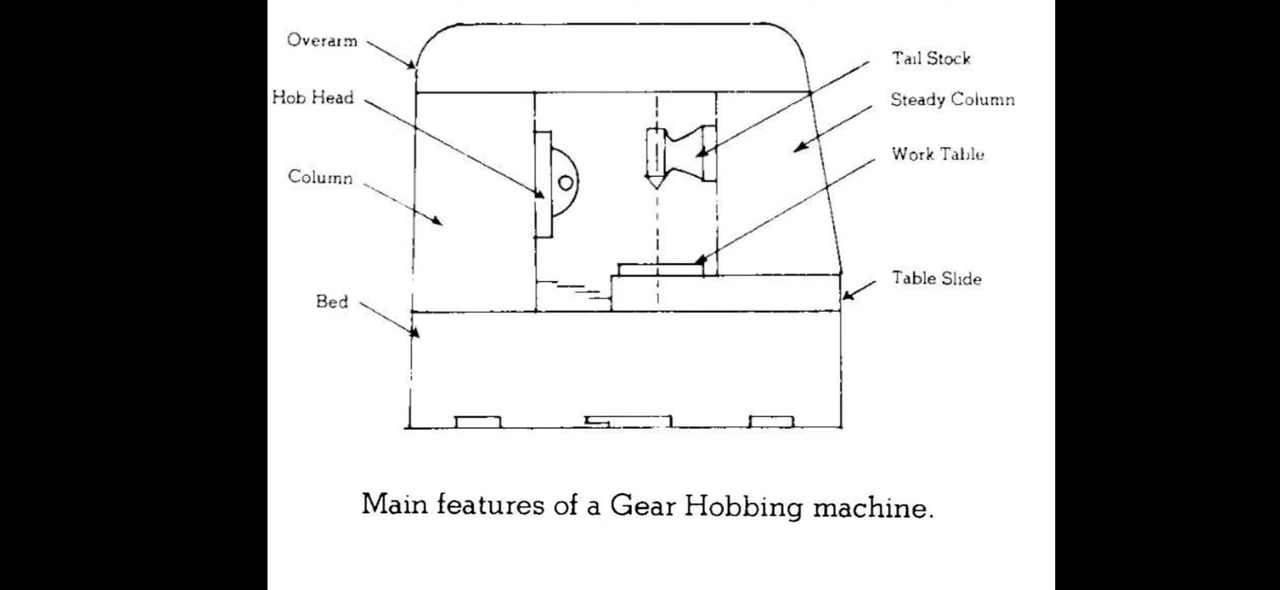 Overarm
Hob Head
Column
Bed
Tail Stock
Steady Column
Work Table
Table Slide
Main features of a Gear Hobbing machine.